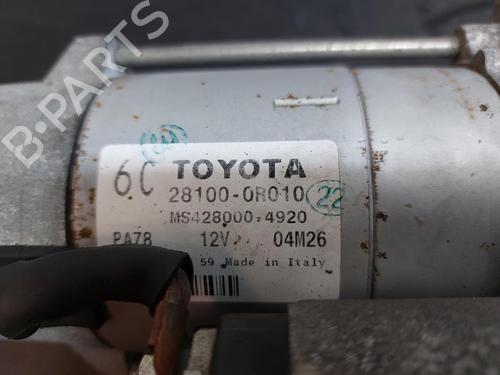 B-PARTS
6C TOYOTA
28100-0R010 22
MS428000-4920
PA78 12V 04M26
59 Made in Italy